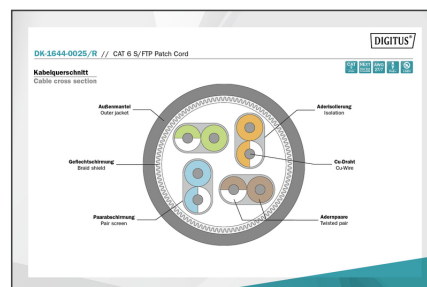 DIGITUS®
DK-1644-0025/R // CAT 6 S/FTP Patch Cord
Kabelquerschnitt
Cable cross section
Außenmantel
Outer jacket
Aderisolierung
Isolation
Geflechtschirmung
Braid shield
Cu-Draht
Cu-Wire
Paarabschirmung
Pair screen
Adernpaare
Twisted pair